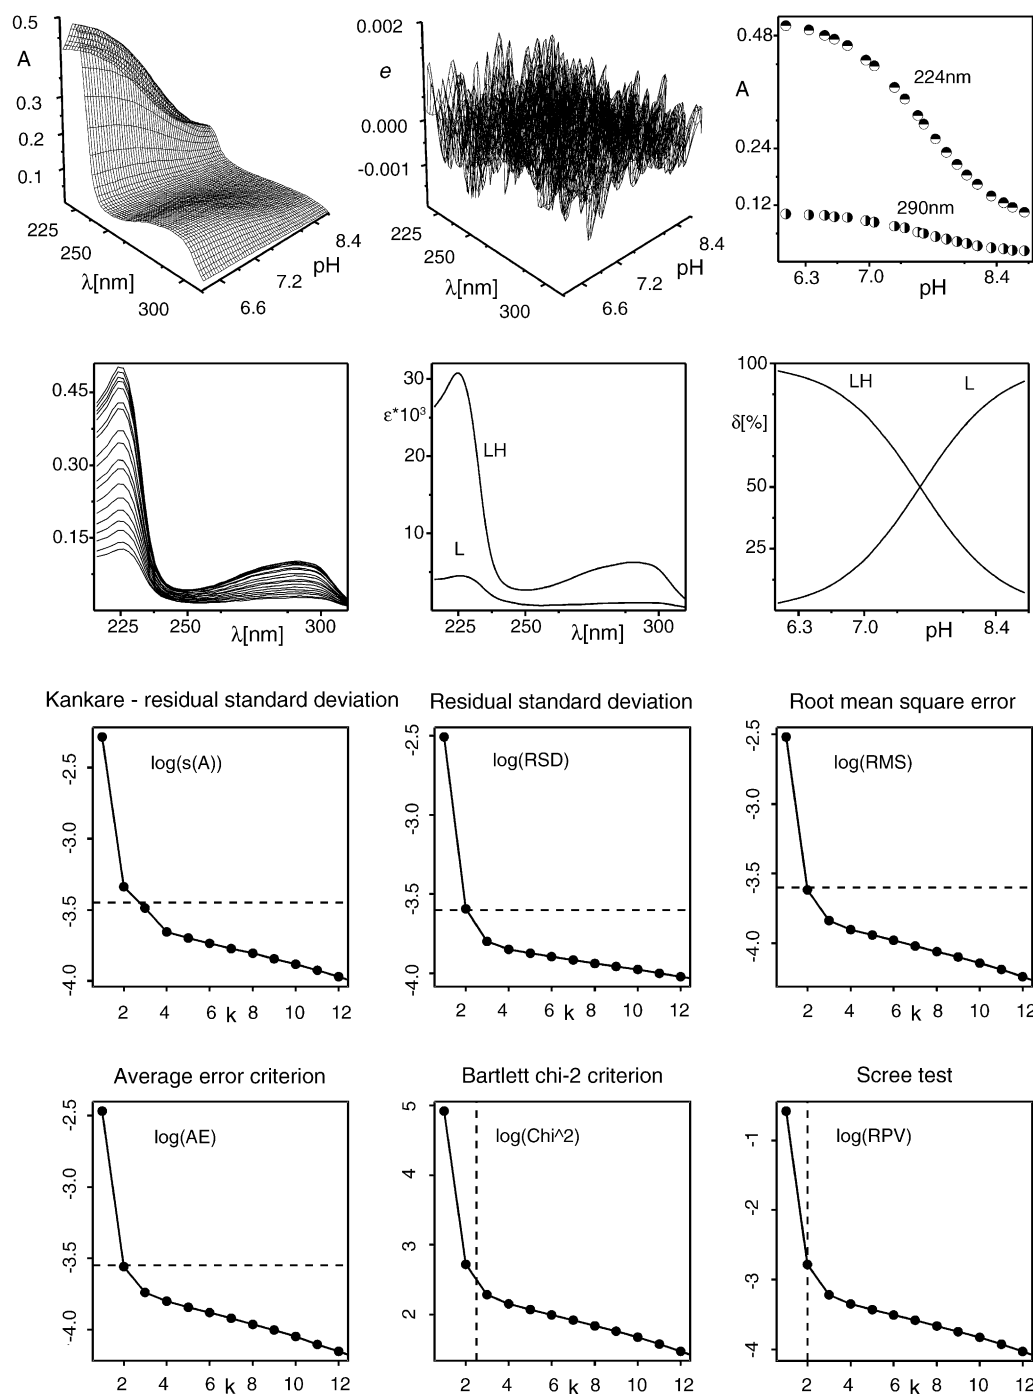 0.5
A
0.3
0.2
0.1
225
250
λ[nm]
300
6.6
7.2
pH
8.4
0.002
e
0.000
-0.001
225
250
λ[nm]
300
6.6
7.2
pH
8.4
0.48
A
0.24
0.12
224nm
290nm
6.3
7.0
pH
8.4
0.45
0.30
0.15
225
250
λ[nm]
300
30
ε*10³
20
10
LH
L
225
250
λ[nm]
300
100
δ[%]
50
25
LH
L
6.3
7.0
pH
8.4
Kankare - residual standard deviation
log(s(A))
-2.5
-3.0
-3.5
-4.0
2 4 k 6 8 10 12
Residual standard deviation
log(RSD)
-2.5
-3.0
-3.5
-4.0
2 4 6 k 8 10 12
Root mean square error
log(RMS)
-2.5
-3.0
-3.5
-4.0
2 4 6 k 8 10 12
Average error criterion
log(AE)
-2.5
-3.0
-3.5
-4.0
2 4 6 k 8 10 12
Bartlett chi-2 criterion
log(Chi^2)
5
4
3
2
2 4 6 k 8 10 12
Scree test
log(RPV)
-1
-2
-3
-4
2 4 6 k 8 10 12